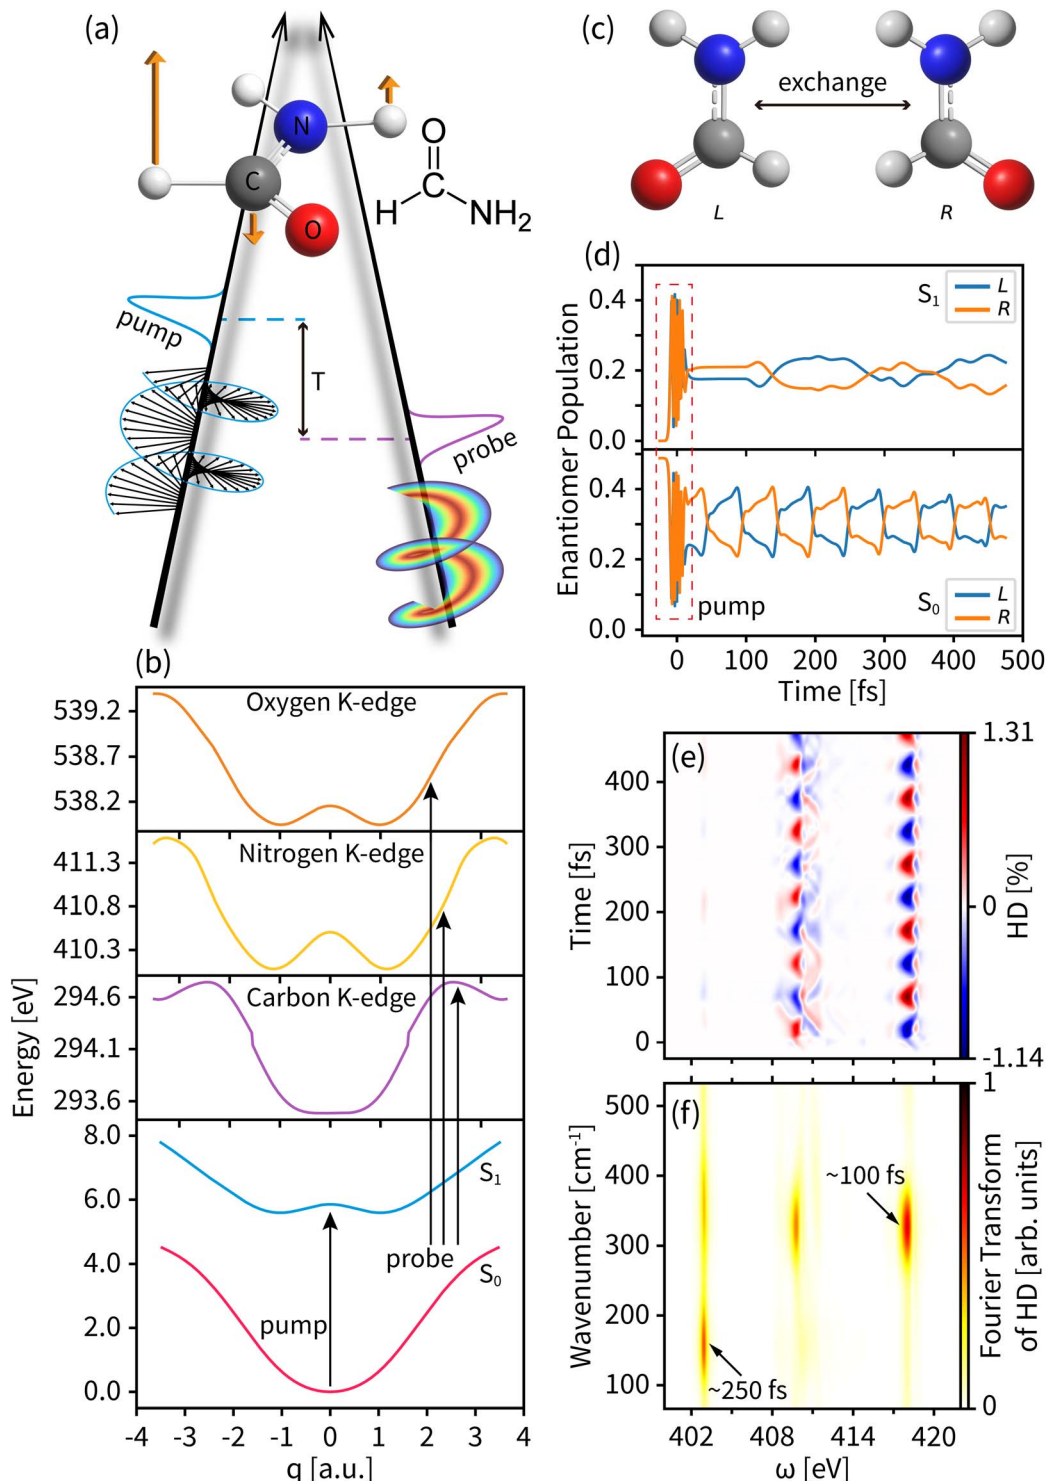 (a)
N
C
O
O
H
NH₂
pump
T
probe
(b)
Oxygen K-edge
539.2
538.7
538.2
Nitrogen K-edge
411.3
410.8
410.3
Carbon K-edge
294.6
294.1
293.6
Energy [eV]
8.0
6.0
4.0
2.0
0.0
S₁
S₀
probe
pump
-4 -3 -2 -1 0 1 2 3 4
q [a.u.]
(c)
exchange
L
R
(d)
Enantiomer Population
0.4
0.2
0.0
S₁
L
R
0.4
0.2
0.0
S₀
L
R
pump
0 100 200 300 400 500
Time [fs]
(e)
400
300
200
100
0
Time [fs]
1.31
0
-1.14
HD [%]
(f)
500
400
300
200
100
Wavenumber [cm⁻¹]
~100 fs
~250 fs
1
0
Fourier Transform
of HD [arb. units]
402 408 414 420
ω [eV]